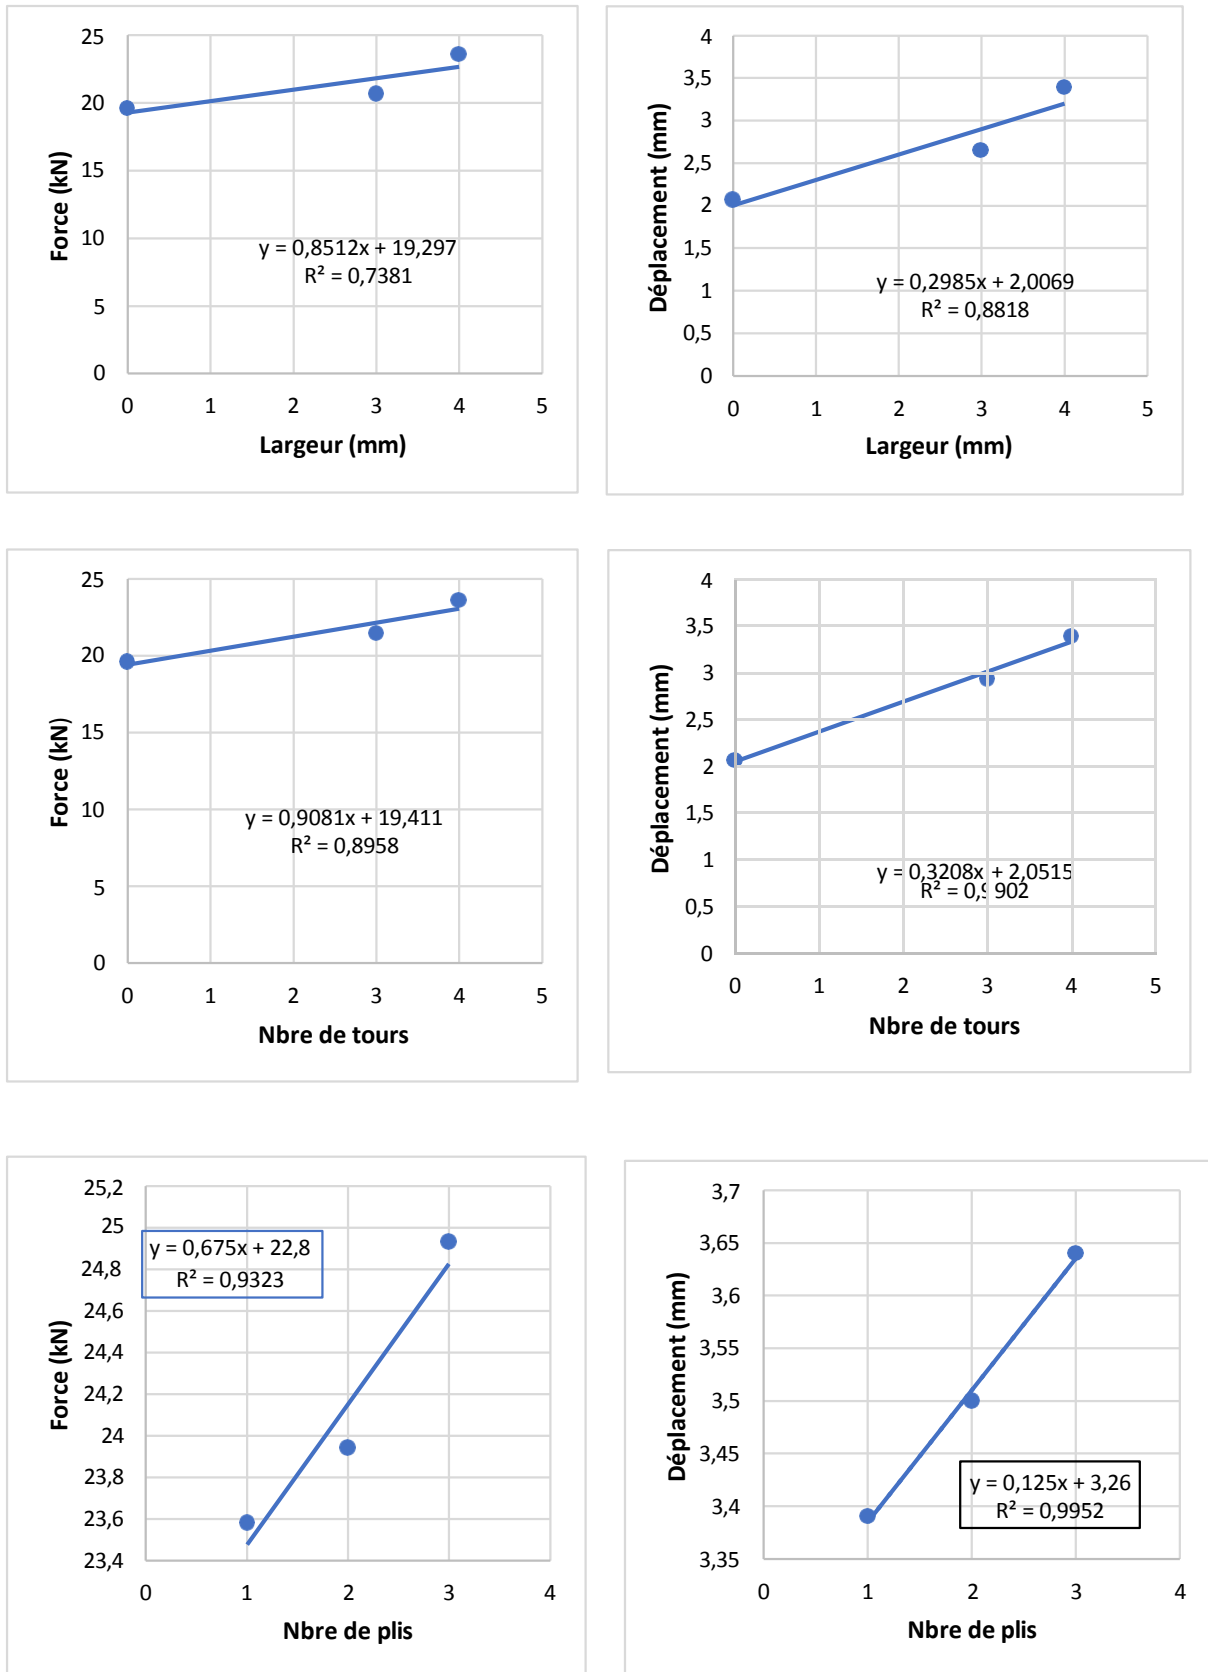 25
20
15
10
5
0
0 1 2 3 4 5
Force (kN)
Largeur (mm)
y = 0,8512x + 19,297
R² = 0,7381
4
3,5
3
2,5
2
1,5
1
0,5
0
0 1 2 3 4 5
Déplacement (mm)
Largeur (mm)
y = 0,2985x + 2,0069
R² = 0,8818
25
20
15
10
5
0
0 1 2 3 4 5
Force (kN)
Nbre de tours
y = 0,9081x + 19,411
R² = 0,8958
4
3,5
3
2,5
2
1,5
1
0,5
0
0 1 2 3 4 5
Déplacement (mm)
Nbre de tours
y = 0,3208x + 2,0515
R² = 0,9902
25,2
25
24,8
24,6
24,4
24,2
24
23,8
23,6
23,4
0 1 2 3 4
Force (kN)
Nbre de plis
y = 0,675x + 22,8
R² = 0,9323
3,7
3,65
3,6
3,55
3,5
3,45
3,4
3,35
0 1 2 3 4
Déplacement (mm)
Nbre de plis
y = 0,125x + 3,26
R² = 0,9952